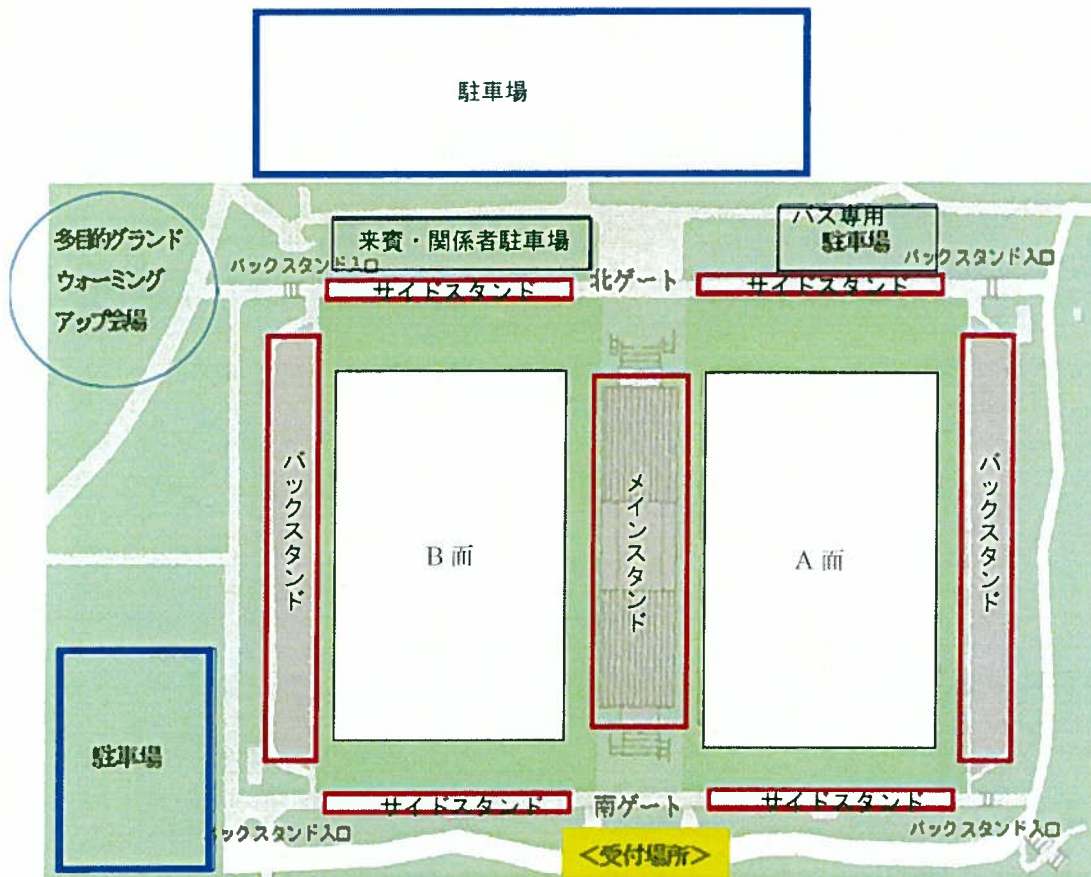 駐車場
多目的グランド
ウォーミング
アップ会場
来賓・関係者駐車場
バス専用
駐車場
バックスタンド入口
北ゲート
バックスタンド入口
サイドスタンド
サイドスタンド
バックスタンド
B 面
メインスタンド
A 面
バックスタンド
駐車場
サイドスタンド
南ゲート
サイドスタンド
バックスタンド入口
バックスタンド入口
<受付場所>